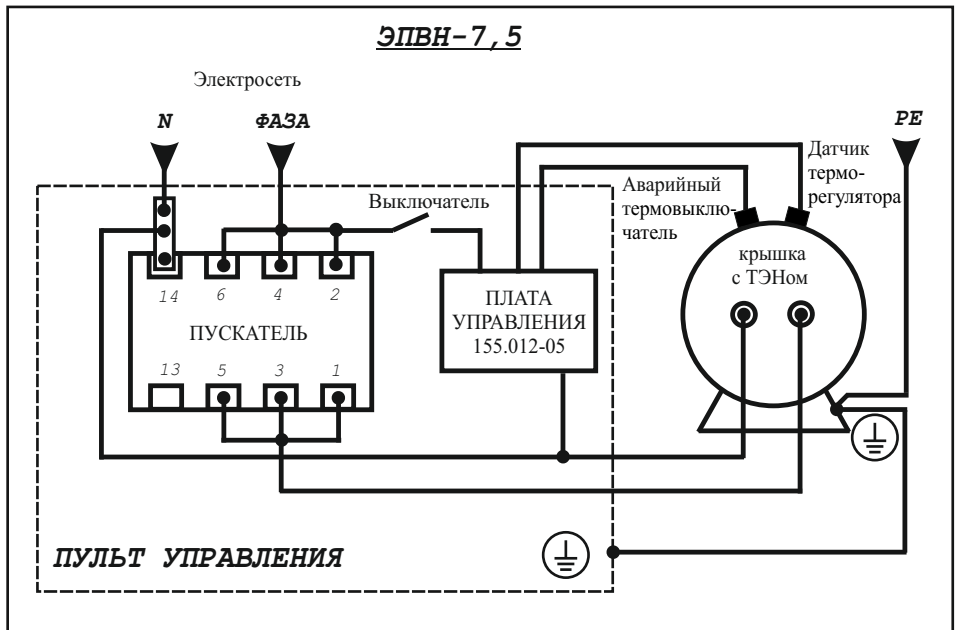 ЭПВН-7,5
Электросеть
N
ФАЗА
PE
Датчик
термо-
регулятора
Аварийный
термовыклю-
чатель
Выключатель
крышка
с ТЭНом
14 6 4 2
ПУСКАТЕЛЬ
13 5 3 1
ПЛАТА
УПРАВЛЕНИЯ
155.012-05
ПУЛЬТ УПРАВЛЕНИЯ